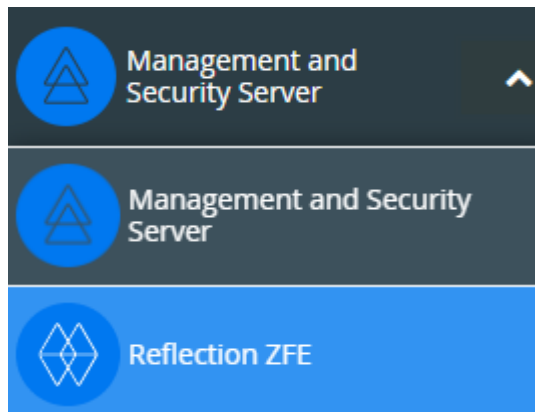 Management and
Security Server
Management and Security
Server
Reflection ZFE